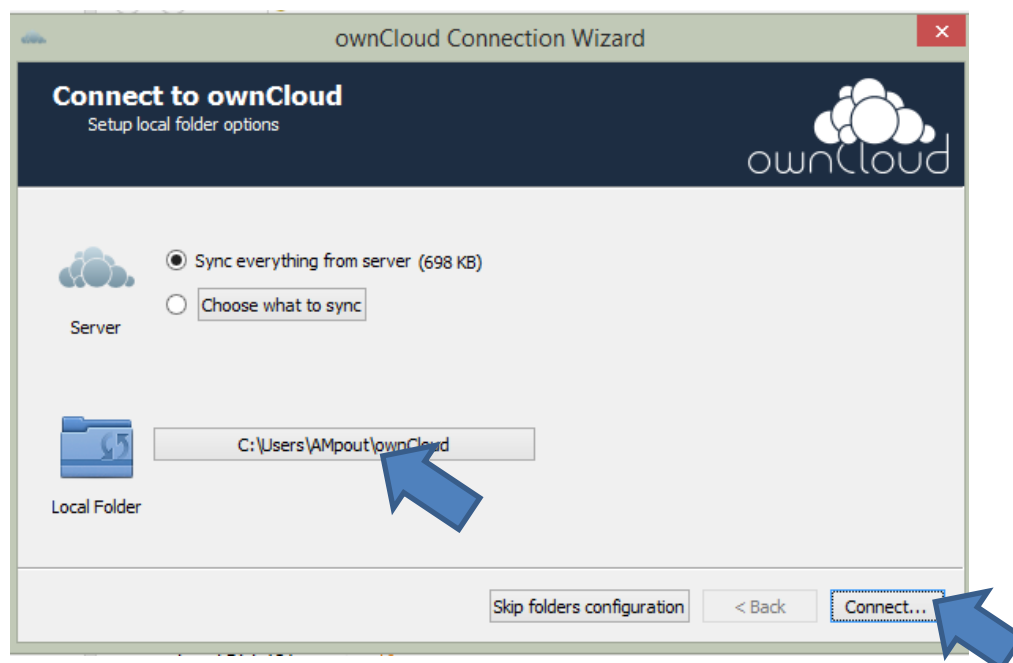 ownCloud Connection Wizard
Connect to ownCloud
Setup local folder options
ownCloud
Sync everything from server (698 KB)
Choose what to sync
Server
C:\Users\AMpout\ownCloud
Local Folder
Skip folders configuration
< Back
Connect...